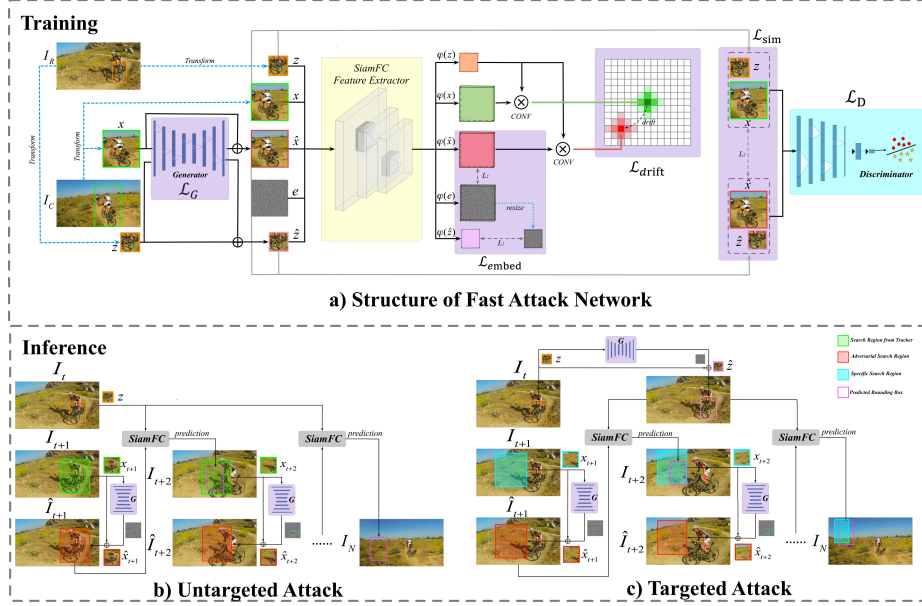 Training
I_R
Transform
z
SiamFC
Feature Extractor
φ(z)
φ(x)
CONV
drift
L_drift
L_sim
z
x
L_2
x̂
ẑ
L_D
Discriminator
x
x
Transform
Transform
Generator
L_G
x̂
φ(x̂)
CONV
L_2
I_C
e
φ(e)
resize
z
ẑ
φ(ẑ)
L_2
L_embed
a) Structure of Fast Attack Network
Inference
I_t
z
SiamFC
prediction
SiamFC
prediction
I_{t+1}
x_{t+1}
I_{t+2}
x_{t+2}
G
G
Î_{t+1}
x̂_{t+1}
Î_{t+2}
x̂_{t+2}
......
I_N
b) Untargeted Attack
G
I_t
z
ẑ
Search Region from Tracker
Adversarial Search Region
Specific Search Region
Predicted Bounding Box
SiamFC
prediction
SiamFC
prediction
I_{t+1}
x_{t+1}
I_{t+2}
x_{t+2}
G
G
Î_{t+1}
x̂_{t+1}
Î_{t+2}
x̂_{t+2}
......
I_N
c) Targeted Attack